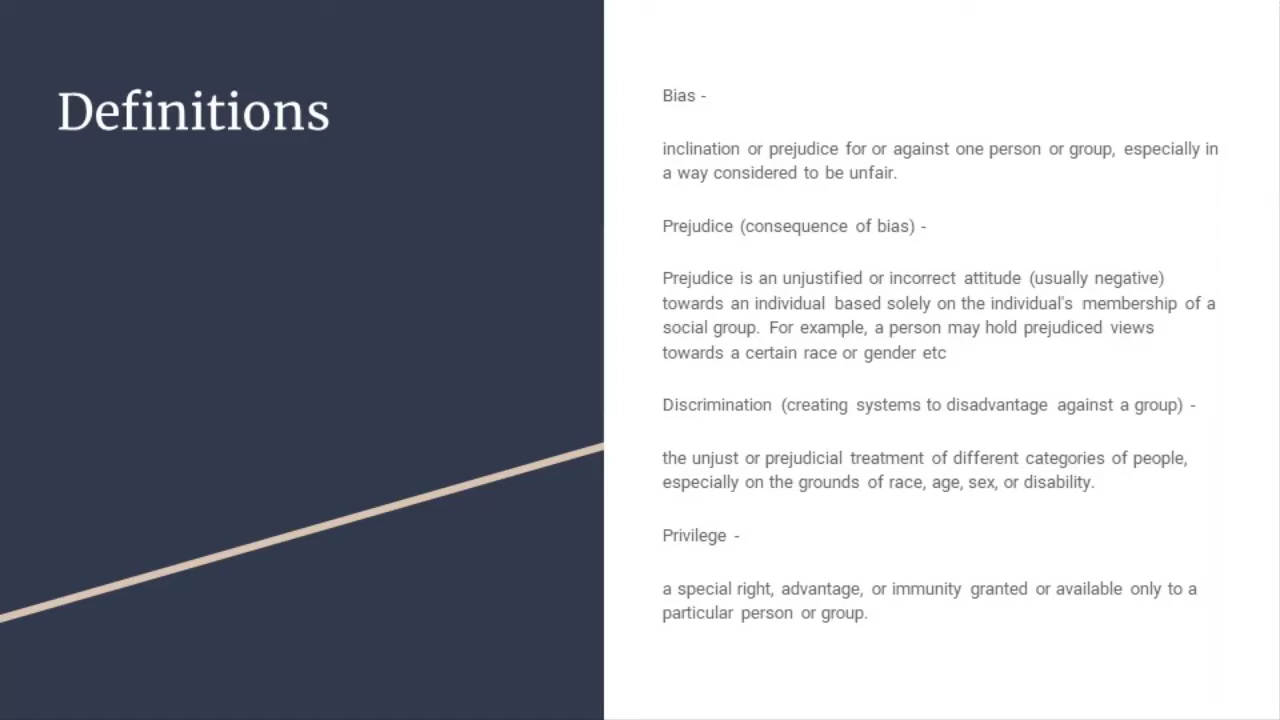 Definitions
Bias -
inclination or prejudice for or against one person or group, especially in
a way considered to be unfair.
Prejudice (consequence of bias) -
Prejudice is an unjustified or incorrect attitude (usually negative)
towards an individual based solely on the individual's membership of a
social group. For example, a person may hold prejudiced views
towards a certain race or gender etc
Discrimination (creating systems to disadvantage against a group) -
the unjust or prejudicial treatment of different categories of people,
especially on the grounds of race, age, sex, or disability.
Privilege -
a special right, advantage, or immunity granted or available only to a
particular person or group.